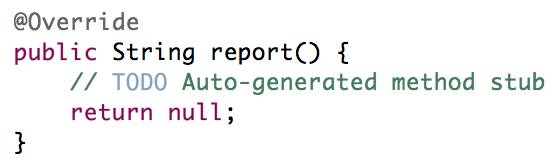 @Override
public String report() {
    // TODO Auto-generated method stub
    return null;
}